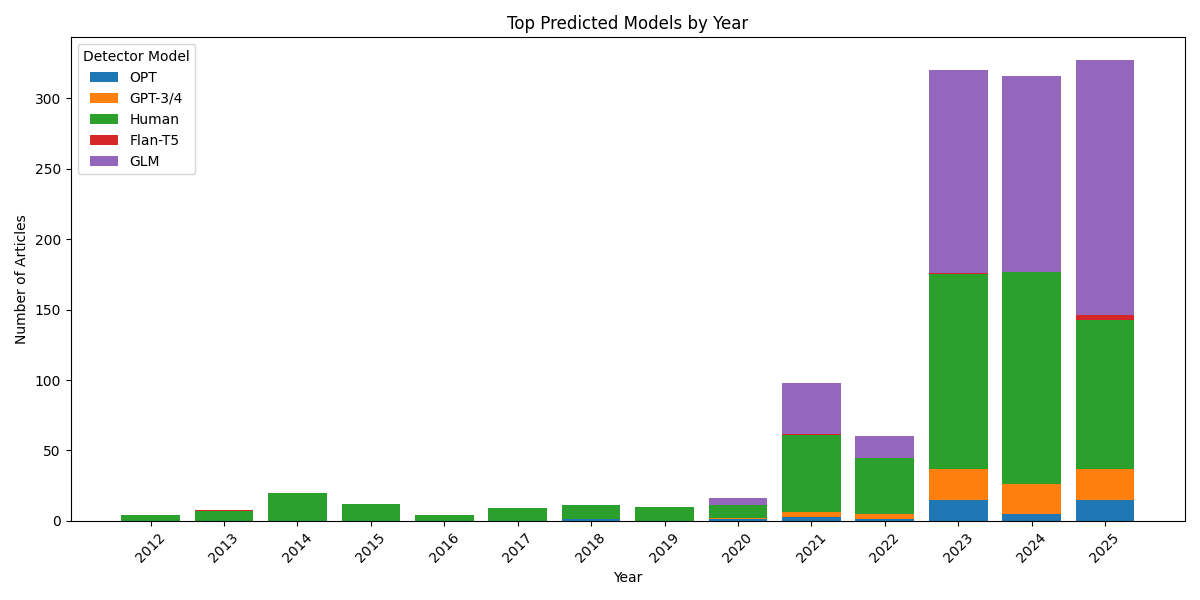 Top Predicted Models by Year
Detector Model
OPT
GPT-3/4
Human
Flan-T5
GLM
Number of Articles
300
250
200
150
100
50
0
2012
2013
2014
2015
2016
2017
2018
2019
2020
2021
2022
2023
2024
2025
Year